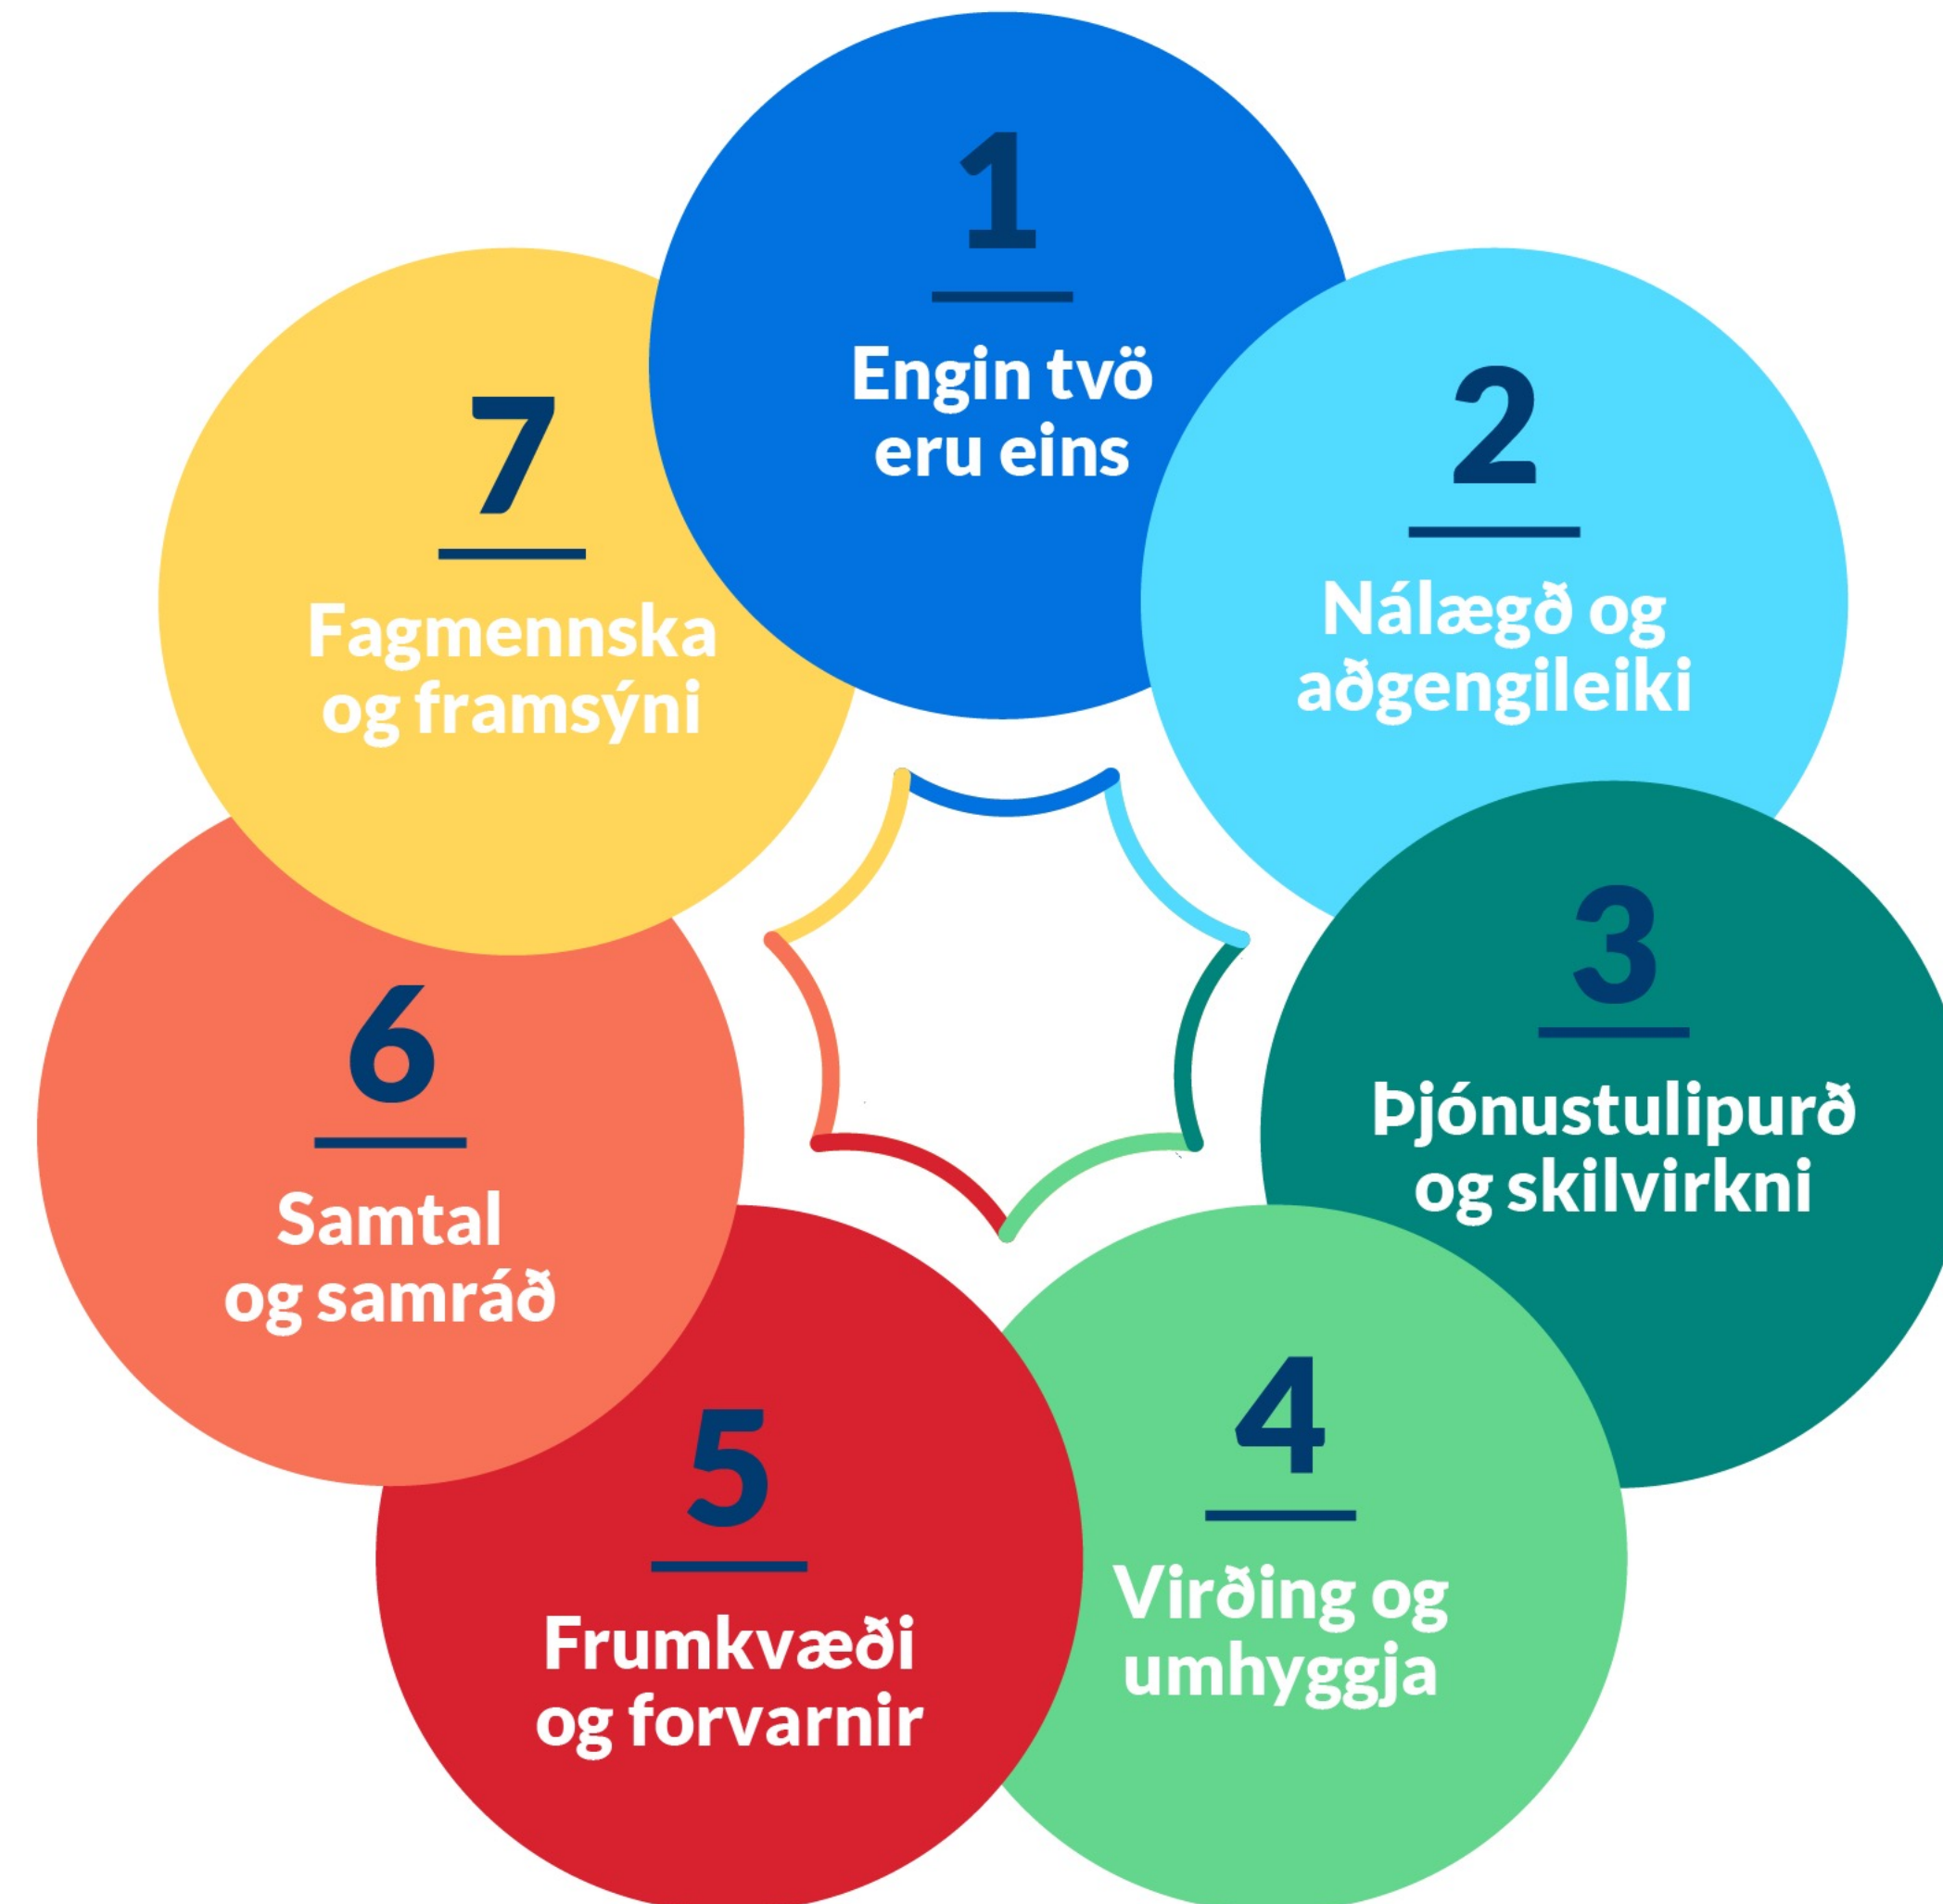 1
Engin tvö
eru eins
2
Nálægð og
aðgengileiki
3
Þjónustulipurð
og skilvirkni
4
Virðing og
umhyggja
5
Frumkvæði
og forvarnir
6
Samtal
og samráð
7
Fagmennska
og framsýni